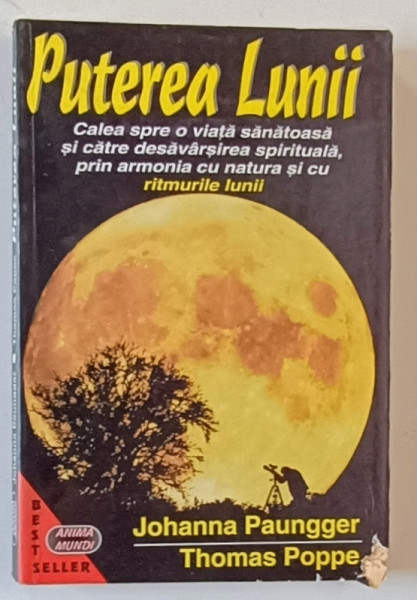 Puterea Lunii
Calea spre o viață sănătoasă
și către desăvârșirea spirituală,
prin armonia cu natura și cu
ritmurile lunii
BEST
SELLER
ANIMA
MUNDI
Johanna Paungger
Thomas Poppe